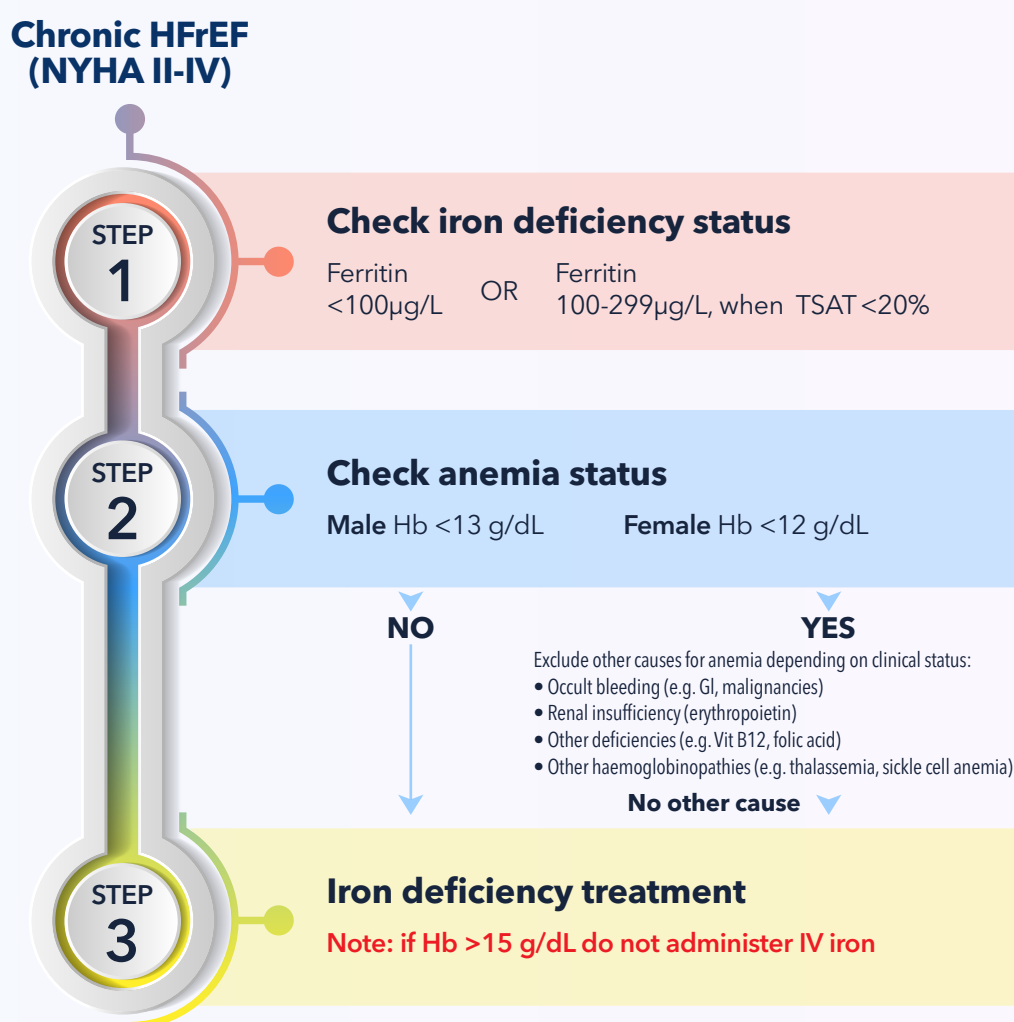 Chronic HFrEF
(NYHA II-IV)
STEP
1
Check iron deficiency status
Ferritin
<100µg/L
OR
Ferritin
100-299µg/L, when TSAT <20%
STEP
2
Check anemia status
Male Hb <13 g/dL Female Hb <12 g/dL
NO
YES
Exclude other causes for anemia depending on clinical status:
• Occult bleeding (e.g. GI, malignancies)
• Renal insufficiency (erythropoietin)
• Other deficiencies (e.g. Vit B12, folic acid)
• Other haemoglobinopathies (e.g. thalassemia, sickle cell anemia)
No other cause
STEP
3
Iron deficiency treatment
Note: if Hb >15 g/dL do not administer IV iron